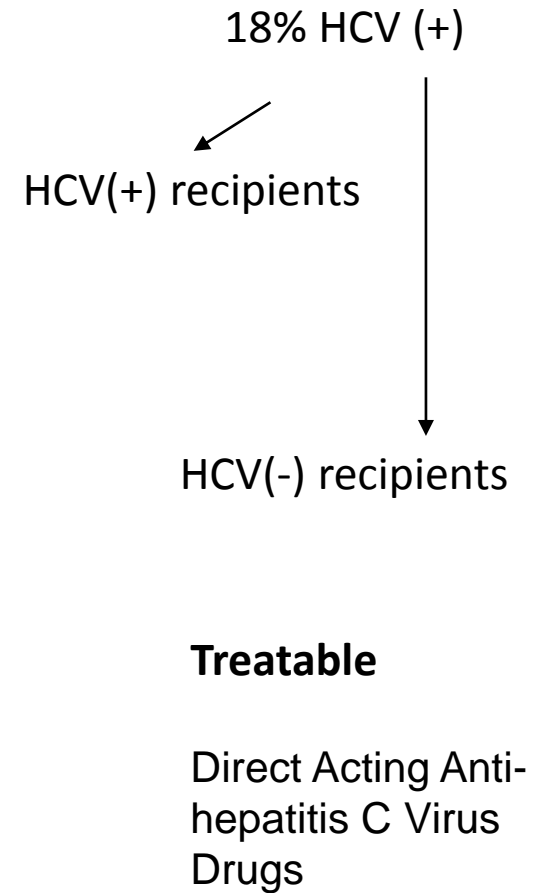 18% HCV (+)
HCV(+) recipients
HCV(-) recipients
Treatable
Direct Acting Anti-
hepatitis C Virus
Drugs